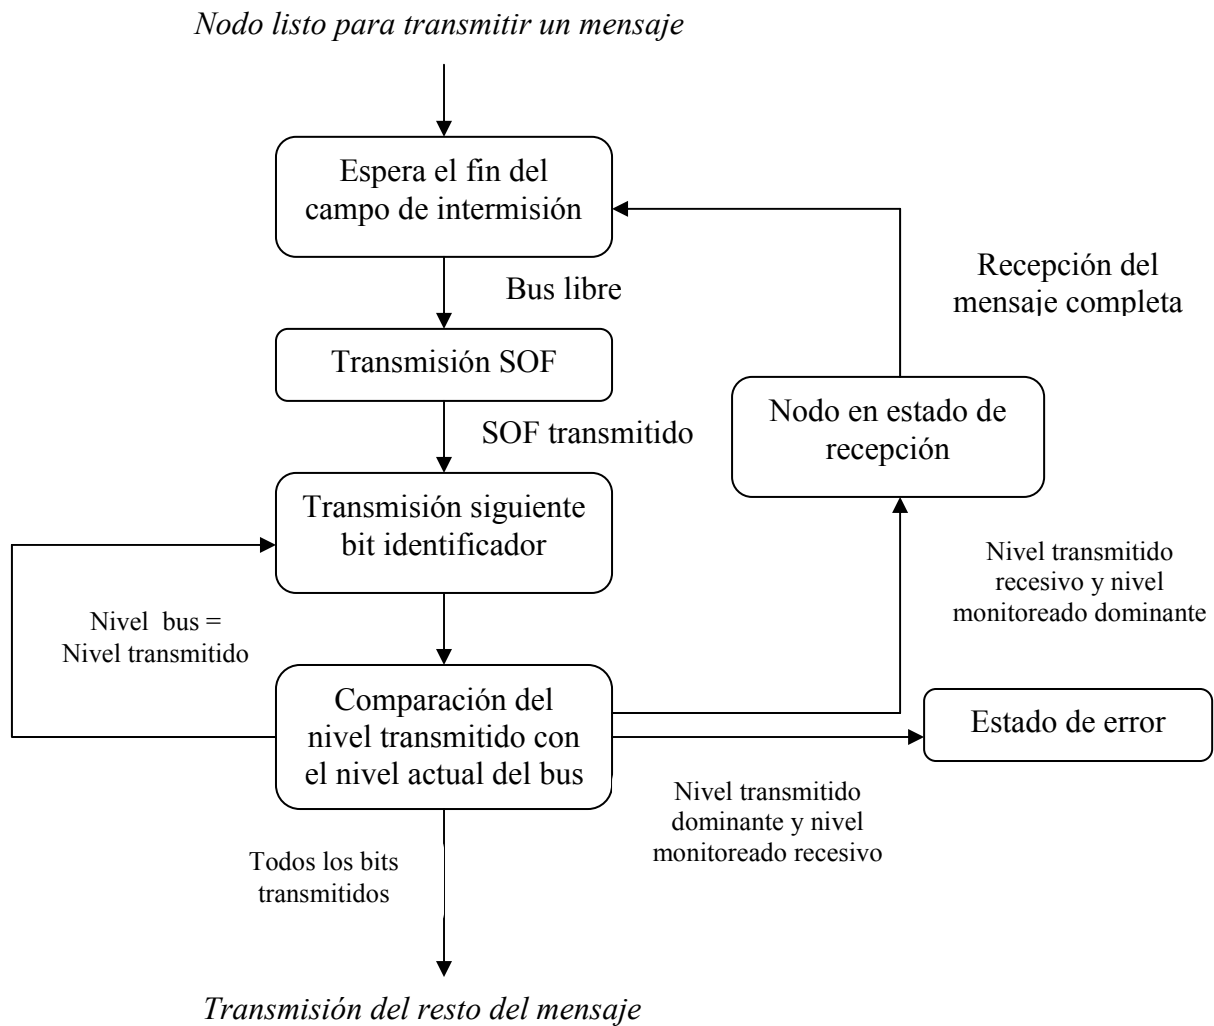 Nodo listo para transmitir un mensaje
Espera el fin del
campo de intermisión
Bus libre
Recepción del
mensaje completa
Transmisión SOF
SOF transmitido
Nodo en estado de
recepción
Transmisión siguiente
bit identificador
Nivel transmitido
recesivo y nivel
monitoreado dominante
Nivel bus =
Nivel transmitido
Comparación del
nivel transmitido con
el nivel actual del bus
Estado de error
Nivel transmitido
dominante y nivel
monitoreado recesivo
Todos los bits
transmitidos
Transmisión del resto del mensaje